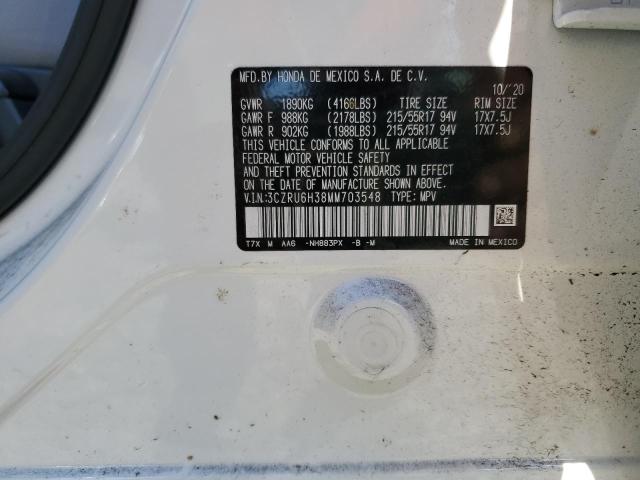 MFD.BY HONDA DE MEXICO S.A. DE C.V.
10/'20
GVWR 1890KG (4166LBS) TIRE SIZE RIM SIZE
GAWR F 988KG (2178LBS) 215/55R17 94V 17X7.5J
GAWR R 902KG (1988LBS) 215/55R17 94V 17X7.5J
THIS VEHICLE CONFORMS TO ALL APPLICABLE
FEDERAL MOTOR VEHICLE SAFETY
AND THEFT PREVENTION STANDARDS IN EFFECT
ON THE DATE OF MANUFACTURE SHOWN ABOVE.
V.I.N:3CZRU6H38MM703548 TYPE: MPV
T7X M AA6 -NH883PX -B -M MADE IN MEXICO